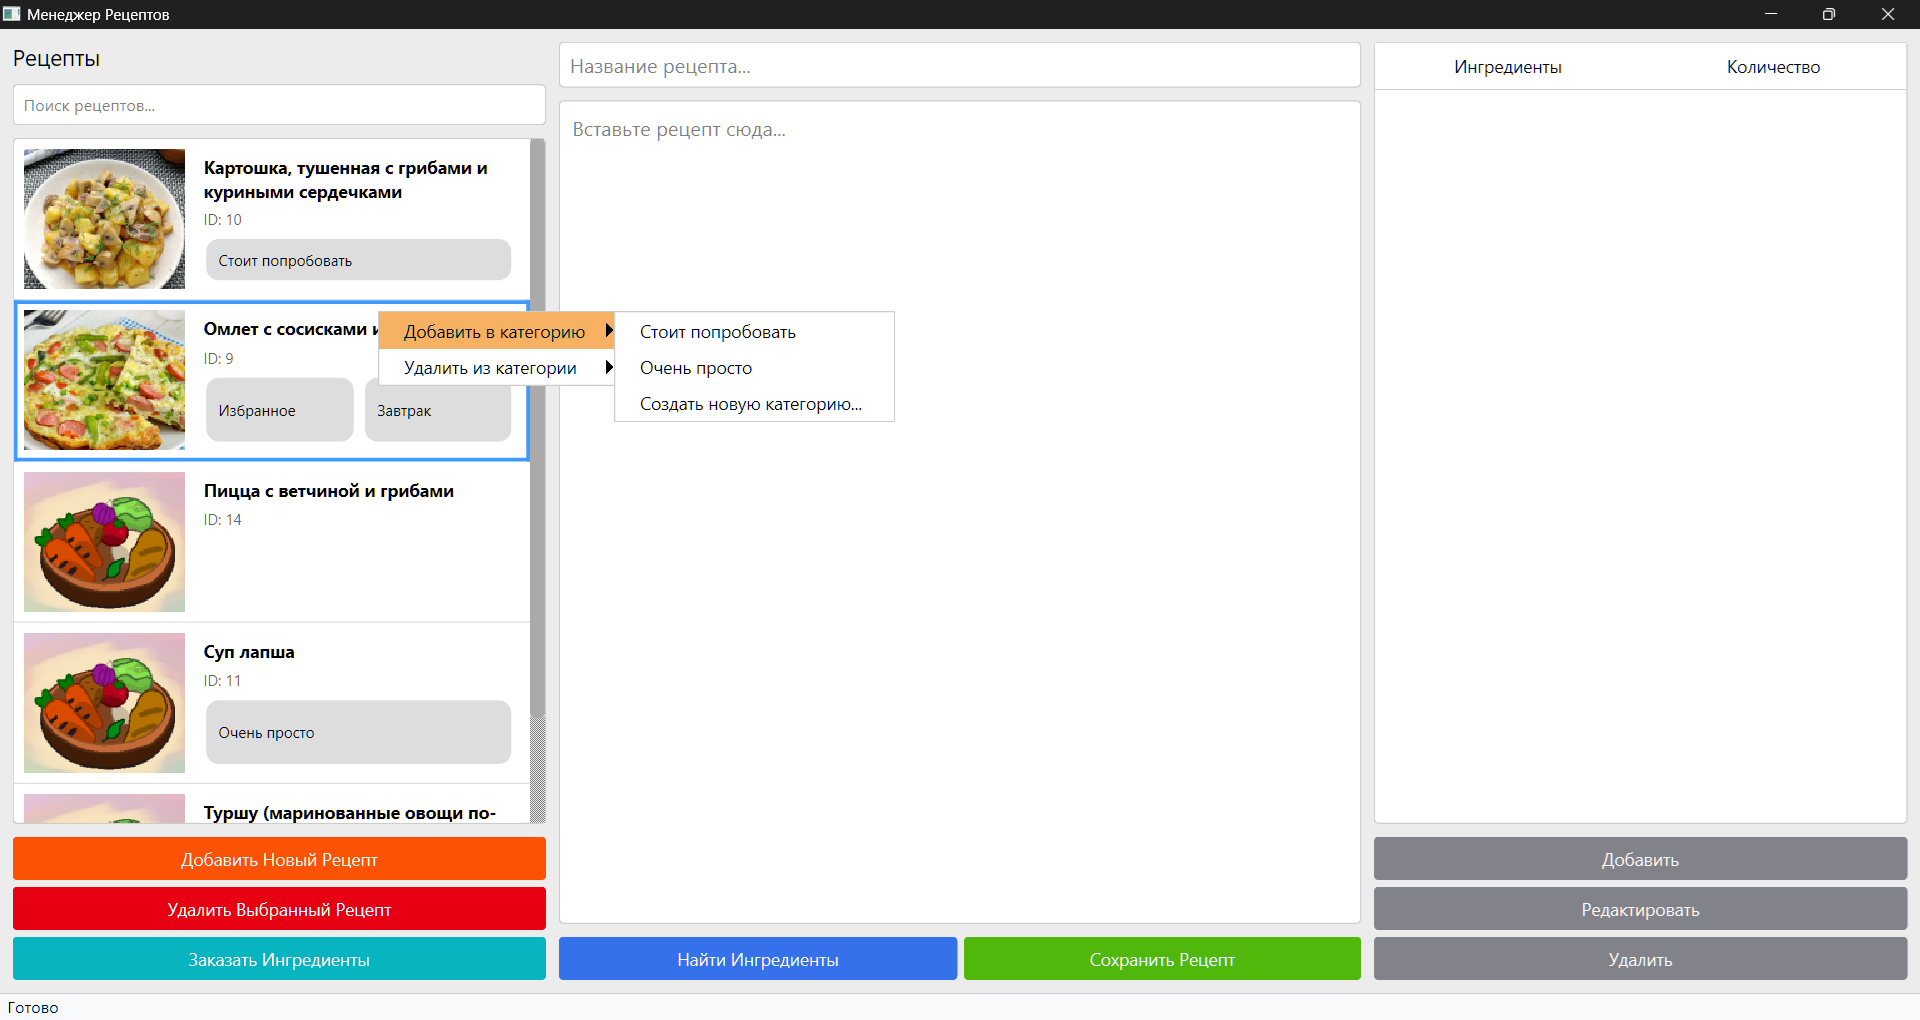 Менеджер Рецептов
Рецепты
Поиск рецептов...
Картошка, тушенная с грибами и
куриными сердечками
ID: 10
Стоит попробовать
Омлет с сосисками и
ID: 9
Избранное
Завтрак
Пицца с ветчиной и грибами
ID: 14
Суп лапша
ID: 11
Очень просто
Туршу (маринованные овощи по-
Добавить Новый Рецепт
Удалить Выбранный Рецепт
Заказать Ингредиенты
Название рецепта...
Вставьте рецепт сюда...
Добавить в категорию
Удалить из категории
Стоит попробовать
Очень просто
Создать новую категорию...
Найти Ингредиенты
Сохранить Рецепт
Ингредиенты
Количество
Добавить
Редактировать
Удалить
Готово